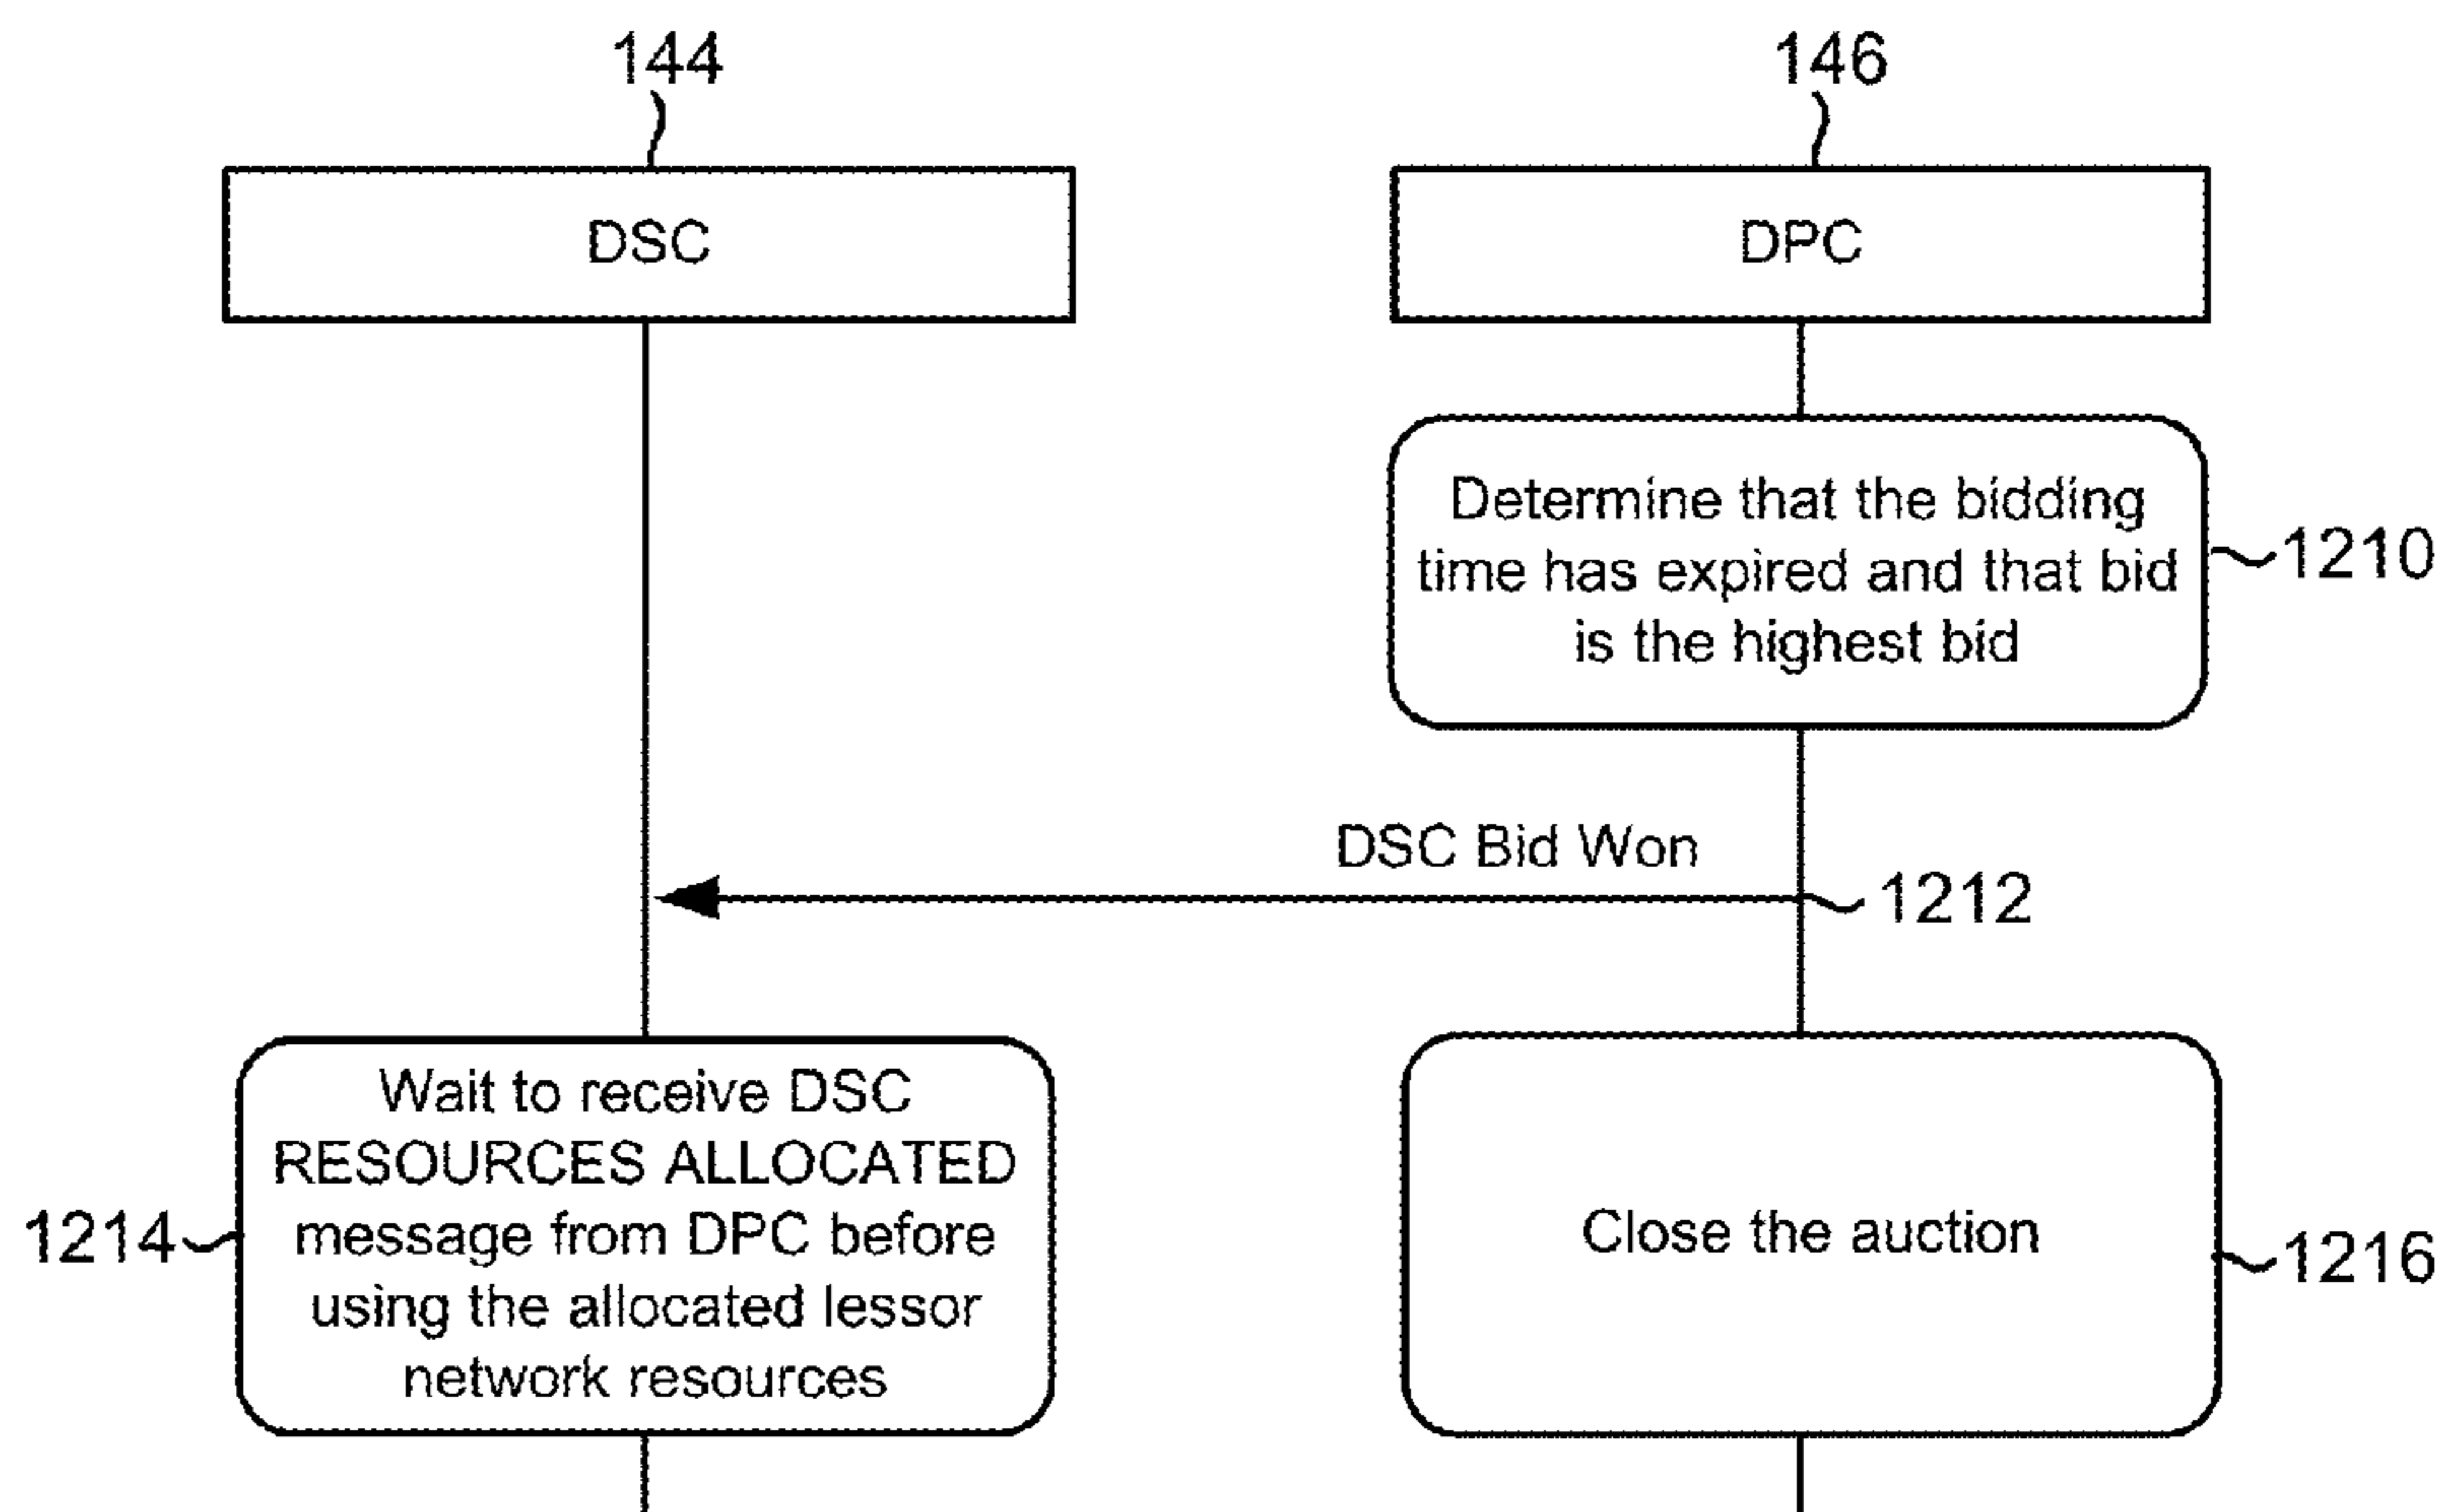 144
146
DSC
DPC
Determine that the bidding
time has expired and that bid
is the highest bid
1210
DSC Bid Won
1212
Wait to receive DSC
RESOURCES ALLOCATED
message from DPC before
using the allocated lessor
network resources
1214
Close the auction
1216